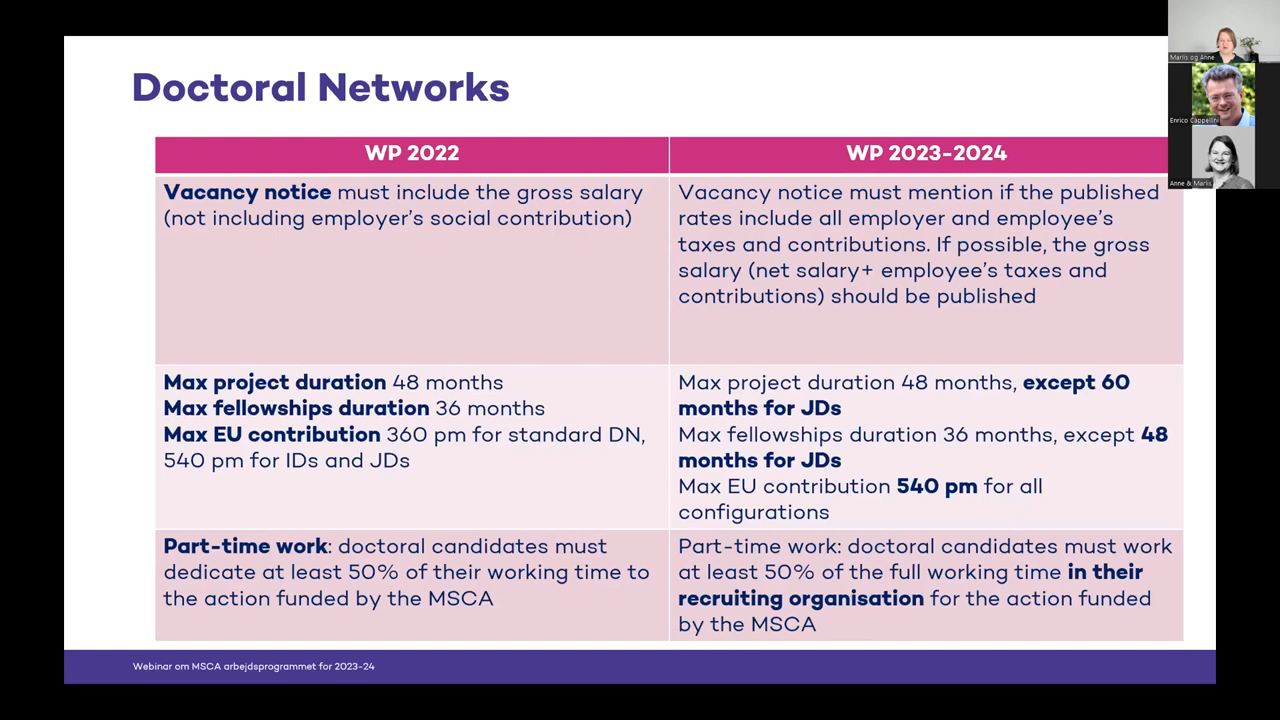 Doctoral Networks
WP 2022
WP 2023-2024
Vacancy notice must include the gross salary
(not including employer's social contribution)
Vacancy notice must mention if the published
rates include all employer and employee's
taxes and contributions. If possible, the gross
salary (net salary+ employee's taxes and
contributions) should be published
Max project duration 48 months
Max fellowships duration 36 months
Max EU contribution 360 pm for standard DN,
540 pm for IDs and JDs
Max project duration 48 months, except 60
months for JDs
Max fellowships duration 36 months, except 48
months for JDs
Max EU contribution 540 pm for all
configurations
Part-time work: doctoral candidates must
dedicate at least 50% of their working time to
the action funded by the MSCA
Part-time work: doctoral candidates must work
at least 50% of the full working time in their
recruiting organisation for the action funded
by the MSCA
Webinar om MSCA arbejdsprogrammet for 2023-24
Marlis og Anne
Enrico Cappellini
Anne & Marlis